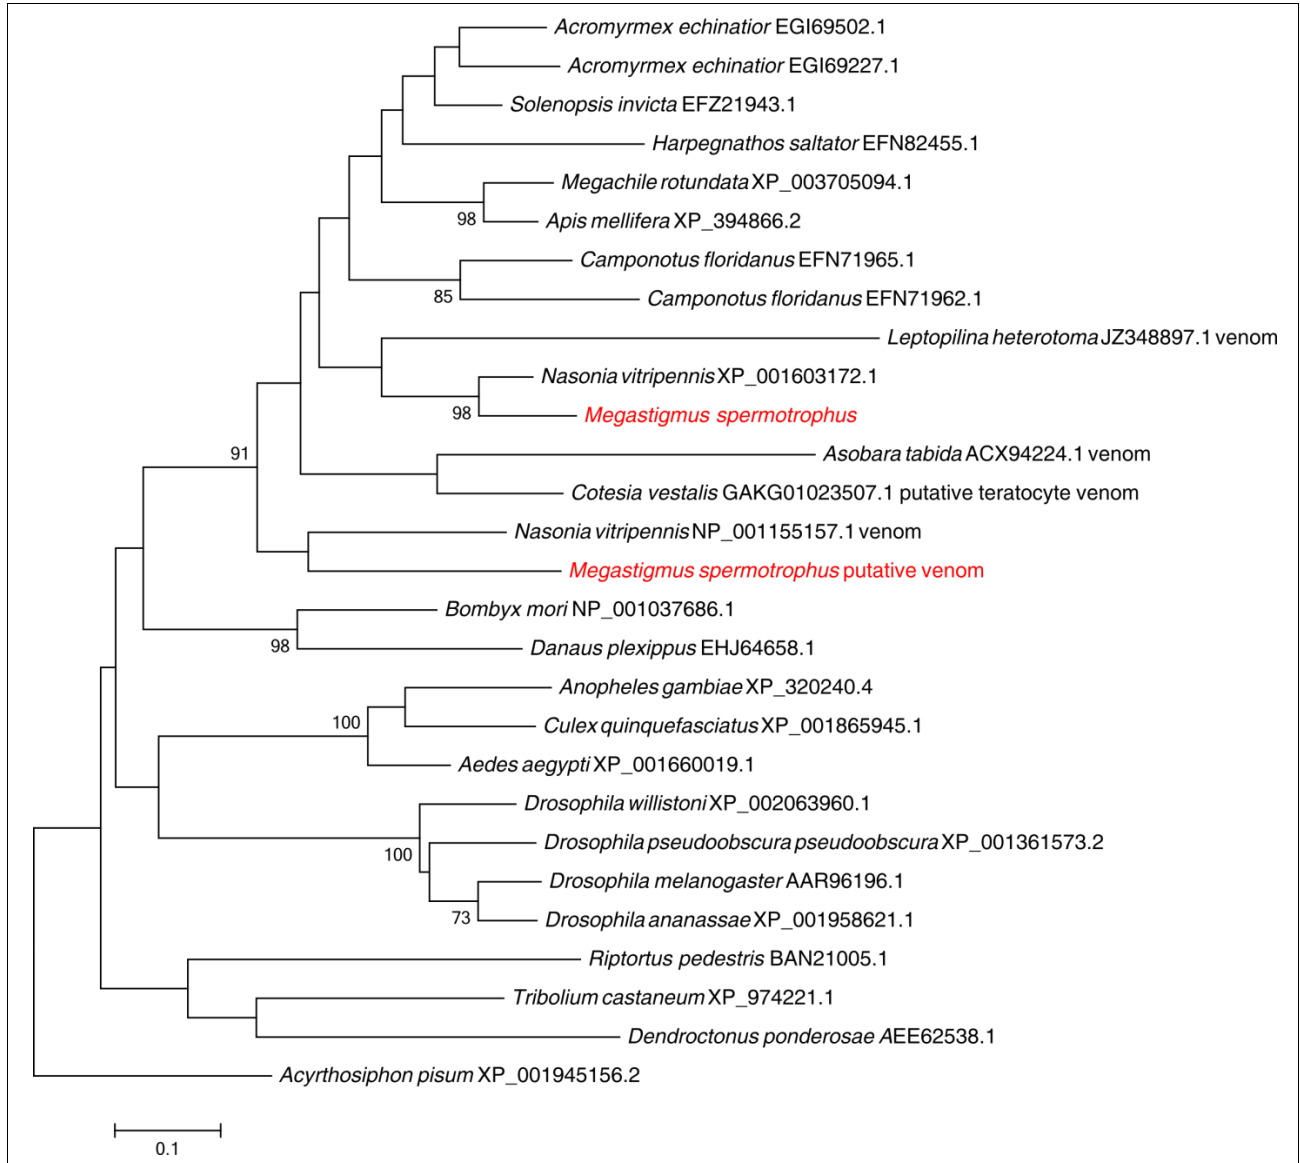 Acromyrmex echinatior EGI69502.1
Acromyrmex echinatior EGI69227.1
Solenopsis invicta EFZ21943.1
Harpegnathos saltator EFN82455.1
Megachile rotundata XP_003705094.1
98
Apis mellifera XP_394866.2
Camponotus floridanus EFN71965.1
85
Camponotus floridanus EFN71962.1
Leptopilina heterotoma JZ348897.1 venom
Nasonia vitripennis XP_001603172.1
98
Megastigmus spermotrophus
91
Asobara tabida ACX94224.1 venom
Cotesia vestalis GAKG01023507.1 putative teratocyte venom
Nasonia vitripennis NP_001155157.1 venom
Megastigmus spermotrophus putative venom
Bombyx mori NP_001037686.1
98
Danaus plexippus EHJ64658.1
Anopheles gambiae XP_320240.4
100
Culex quinquefasciatus XP_001865945.1
Aedes aegypti XP_001660019.1
Drosophila willistoni XP_002063960.1
100
Drosophila pseudoobscura pseudoobscura XP_001361573.2
Drosophila melanogaster AAR96196.1
73
Drosophila ananassae XP_001958621.1
Riptortus pedestris BAN21005.1
Tribolium castaneum XP_974221.1
Dendroctonus ponderosae AEE62538.1
Acyrthosiphon pisum XP_001945156.2
0.1